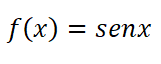 f(x) = senx